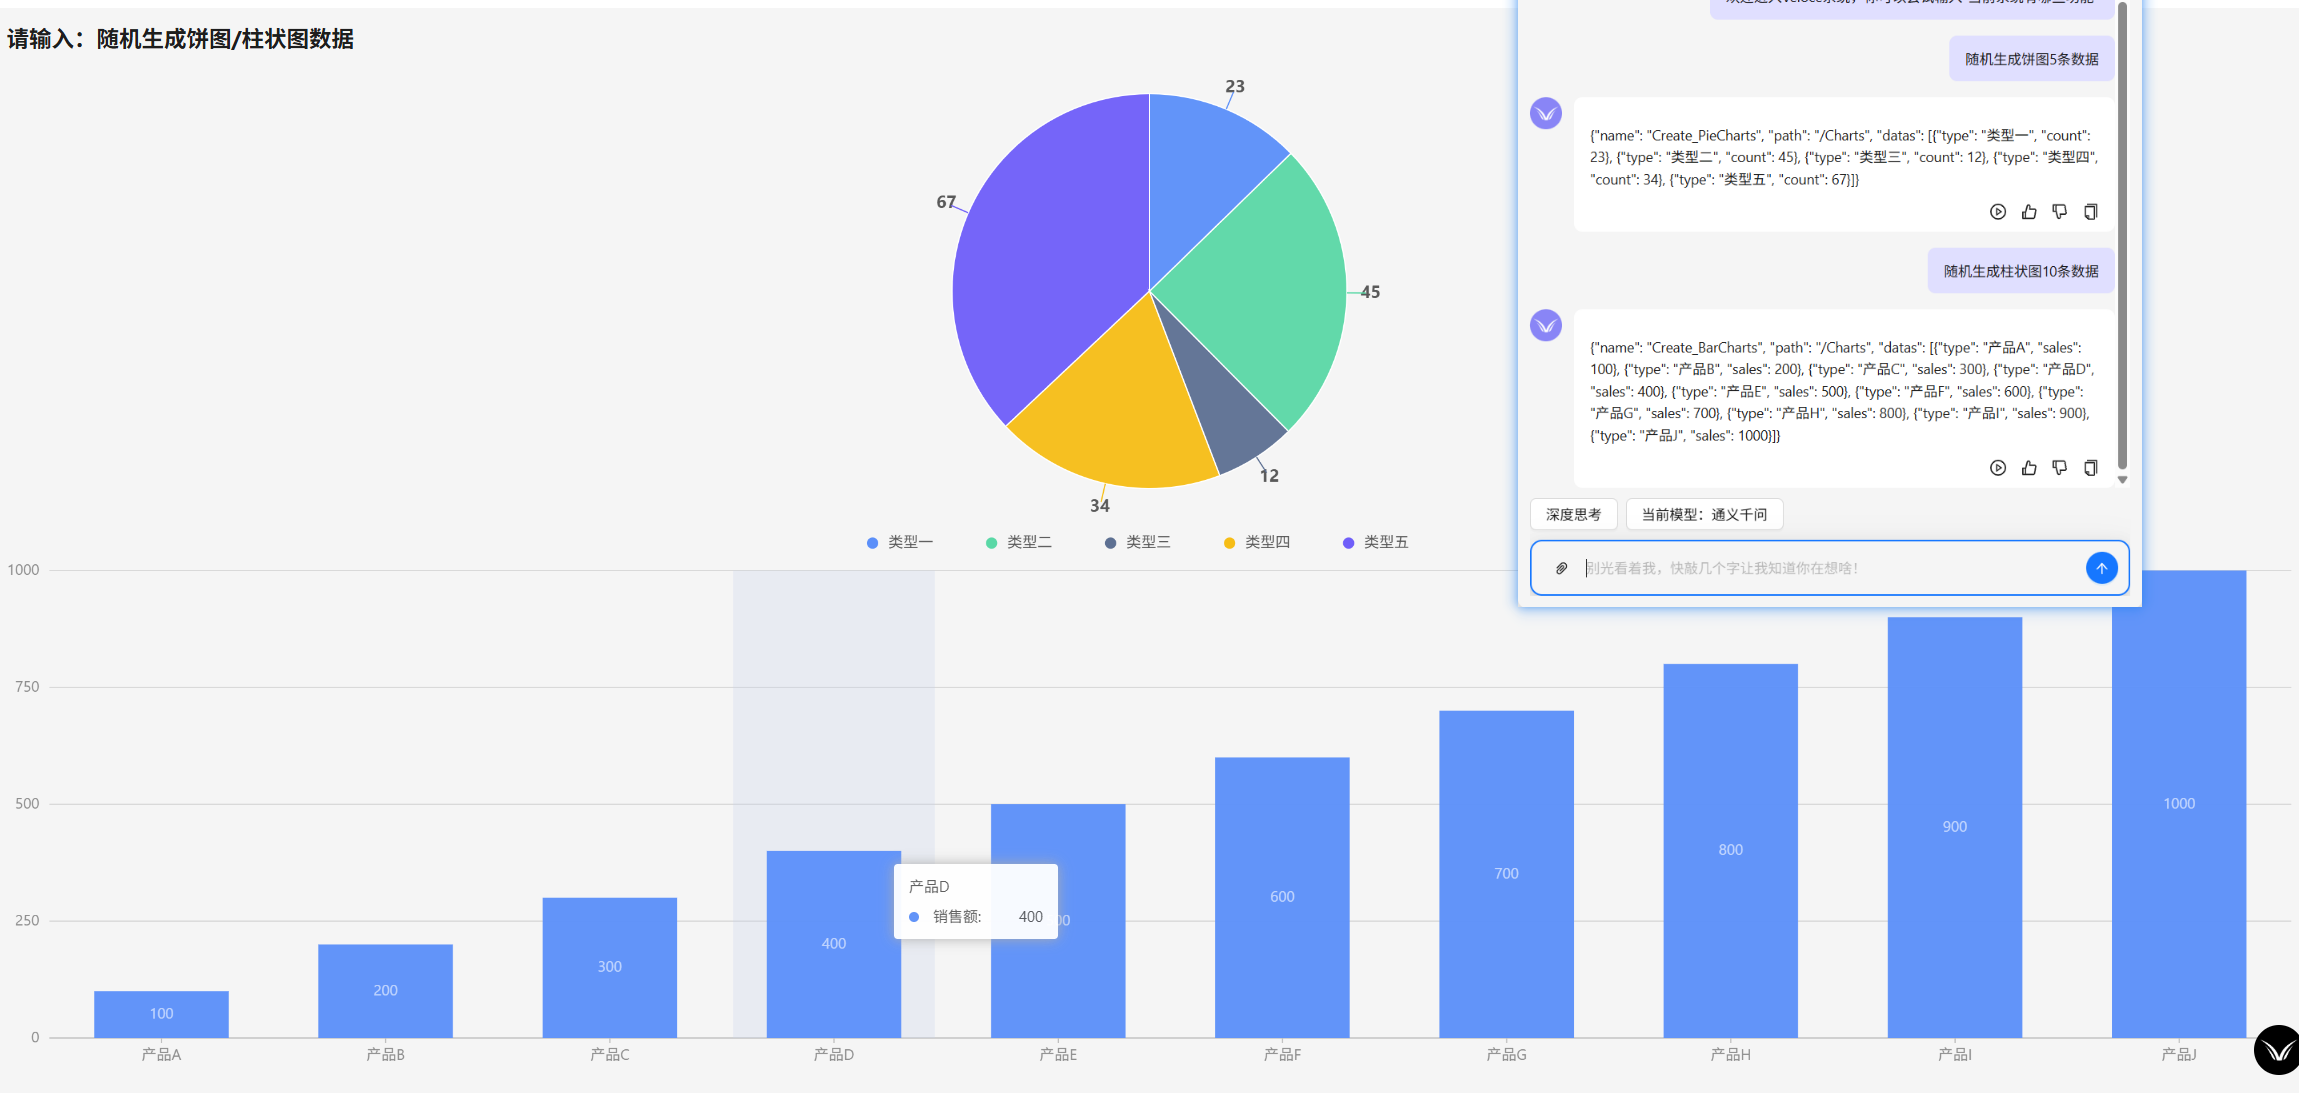 请输入：随机生成饼图/柱状图数据
23
45
12
34
67
类型一
类型二
类型三
类型四
类型五
1000
750
500
250
0
100
200
300
400
600
700
800
900
1000
产品D
销售额:
400
产品A
产品B
产品C
产品D
产品E
产品F
产品G
产品H
产品I
产品J
随机生成饼图5条数据
{"name": "Create_PieCharts", "path": "/Charts", "datas": [{"type": "类型一", "count":
23}, {"type": "类型二", "count": 45}, {"type": "类型三", "count": 12}, {"type": "类型四",
"count": 34}, {"type": "类型五", "count": 67}]}
随机生成柱状图10条数据
{"name": "Create_BarCharts", "path": "/Charts", "datas": [{"type": "产品A", "sales":
100}, {"type": "产品B", "sales": 200}, {"type": "产品C", "sales": 300}, {"type": "产品D",
"sales": 400}, {"type": "产品E", "sales": 500}, {"type": "产品F", "sales": 600}, {"type":
"产品G", "sales": 700}, {"type": "产品H", "sales": 800}, {"type": "产品I", "sales": 900},
{"type": "产品J", "sales": 1000}]}
深度思考
当前模型：通义千问
别光看着我，快敲几个字让我知道你在想啥！